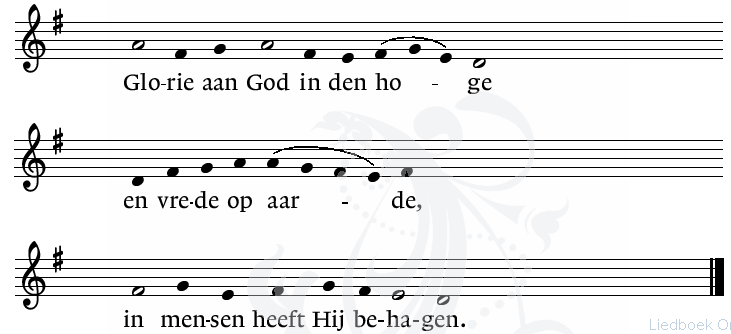 Glo-rie aan God in den ho - ge
en vre-de op aar - de,
in men-sen heeft Hij be-ha-gen.
Liedboek On